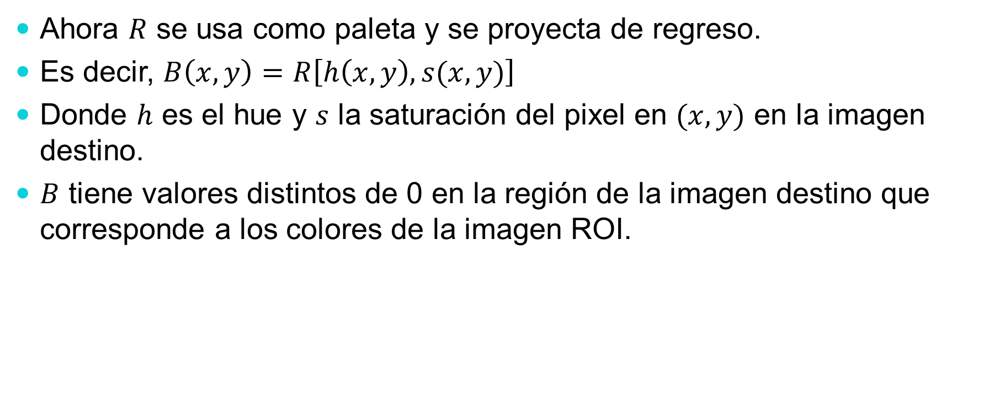 • Ahora R se usa como paleta y se proyecta de regreso.
• Es decir, B(x, y) = R[h(x, y), s(x, y)]
• Donde h es el hue y s la saturación del pixel en (x, y) en la imagen
destino.
• B tiene valores distintos de 0 en la región de la imagen destino que
corresponde a los colores de la imagen ROI.